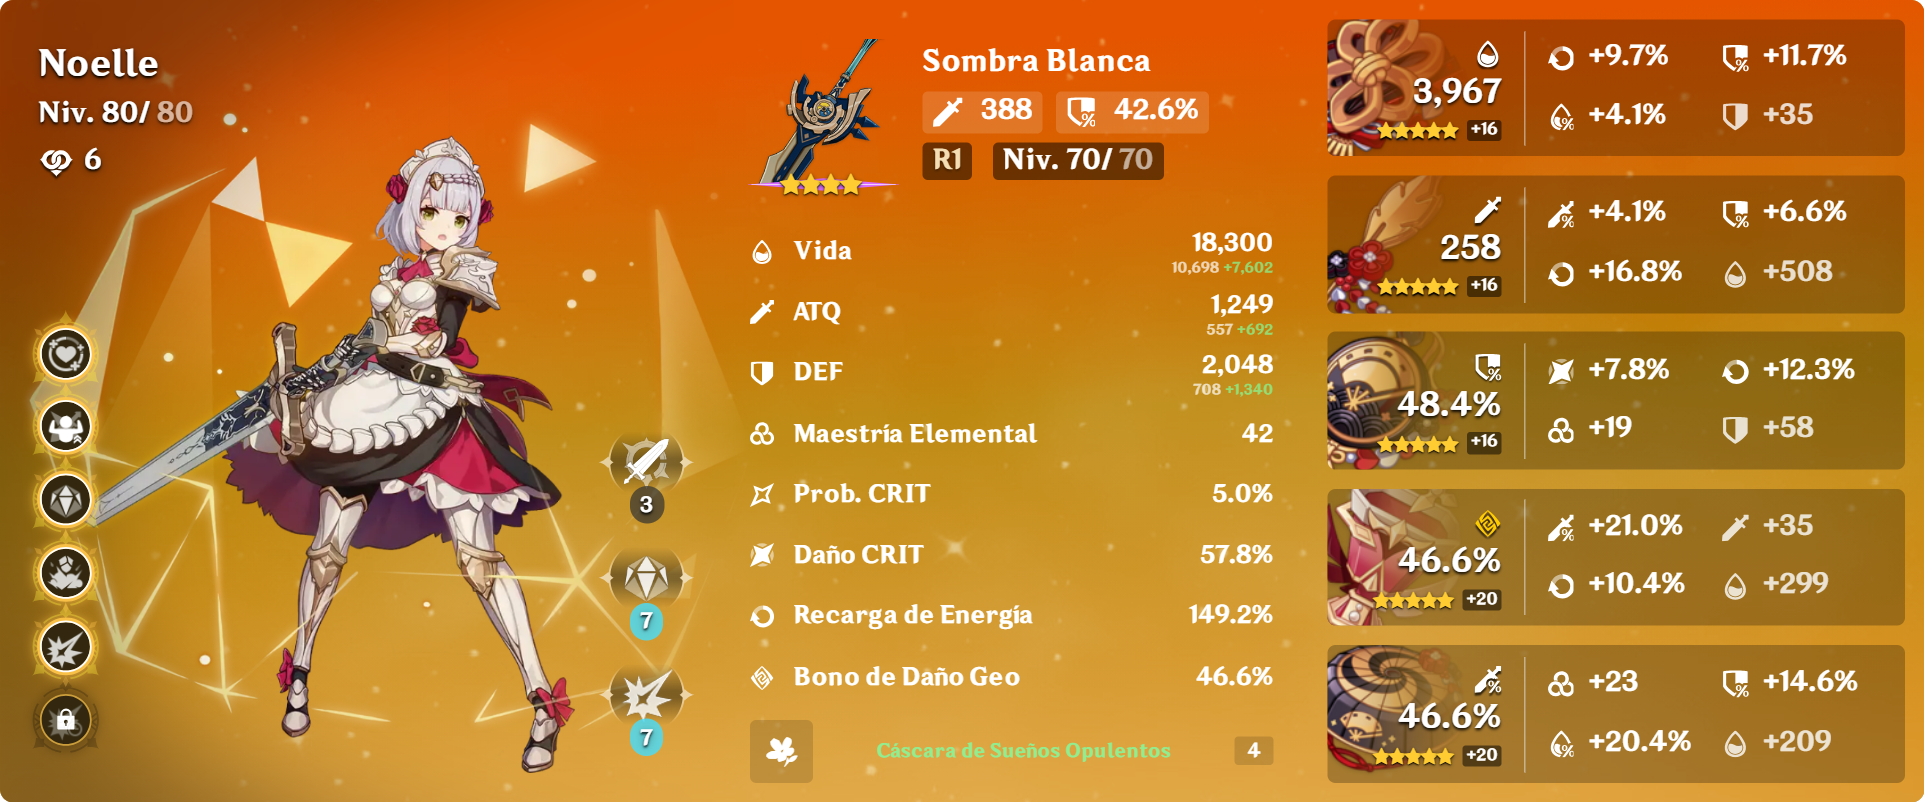 Noelle
Niv. 80/ 80
6
3
7
7
Sombra Blanca
388 42.6%
R1 Niv. 70/ 70
Vida 18,300
10,698 +7,602
ATQ 1,249
557 +692
DEF 2,048
708 +1,340
Maestría Elemental 42
Prob. CRIT 5.0%
Daño CRIT 57.8%
Recarga de Energía 149.2%
Bono de Daño Geo 46.6%
Cáscara de Sueños Opulentos 4
3,967
+16
+9.7% +11.7%
+4.1% +35
258
+16
+4.1% +6.6%
+16.8% +508
48.4%
+16
+7.8% +12.3%
+19 +58
46.6%
+20
+21.0% +35
+10.4% +299
46.6%
+20
+23 +14.6%
+20.4% +209